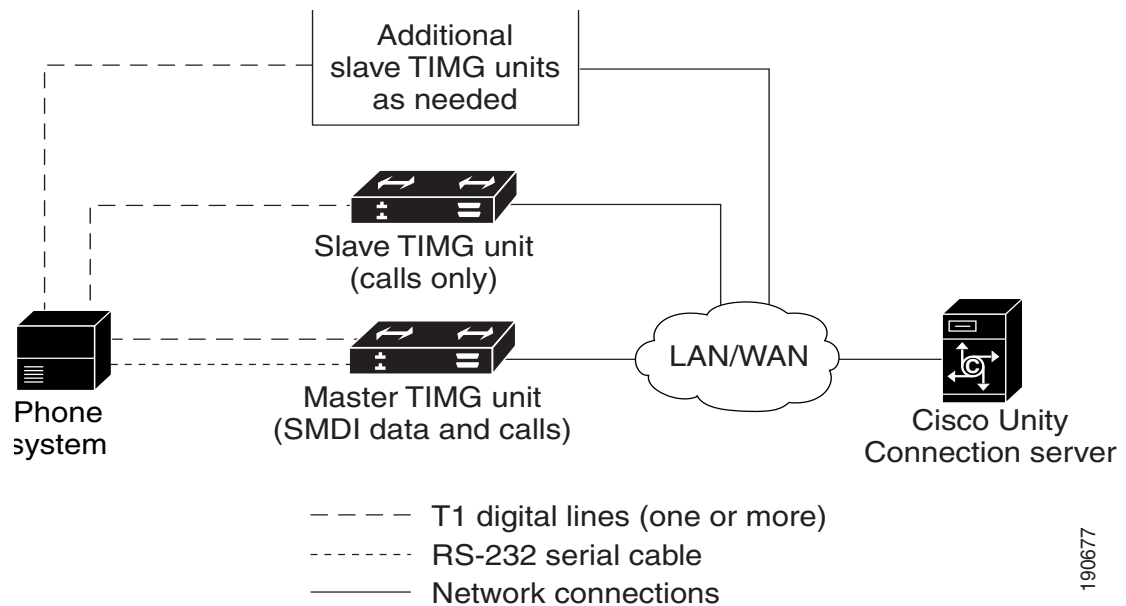 Additional
slave TIMG units
as needed
Slave TIMG unit
(calls only)
LAN/WAN
Phone
system
Master TIMG unit
(SMDI data and calls)
Cisco Unity
Connection server
T1 digital lines (one or more)
RS-232 serial cable
Network connections
190677